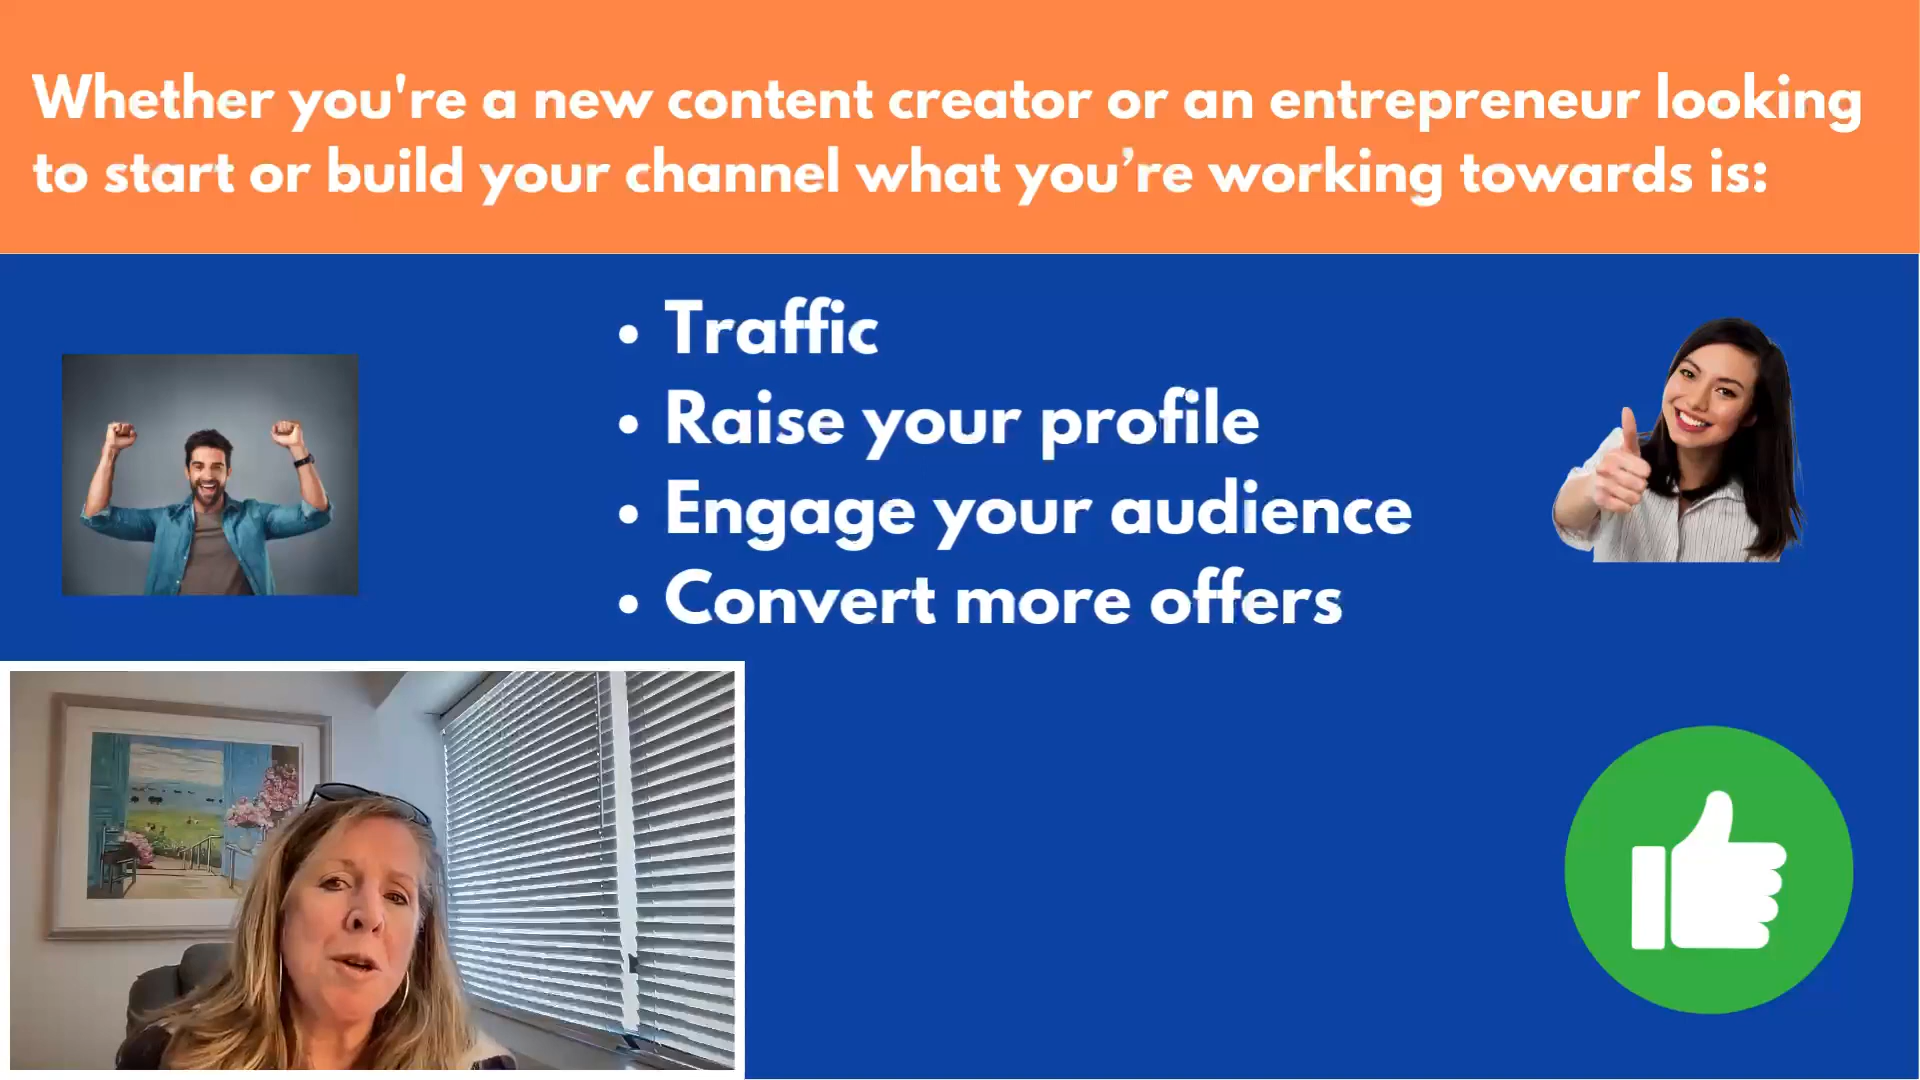 Whether you're a new content creator or an entrepreneur looking
to start or build your channel what you’re working towards is:
• Traffic
• Raise your profile
• Engage your audience
• Convert more offers